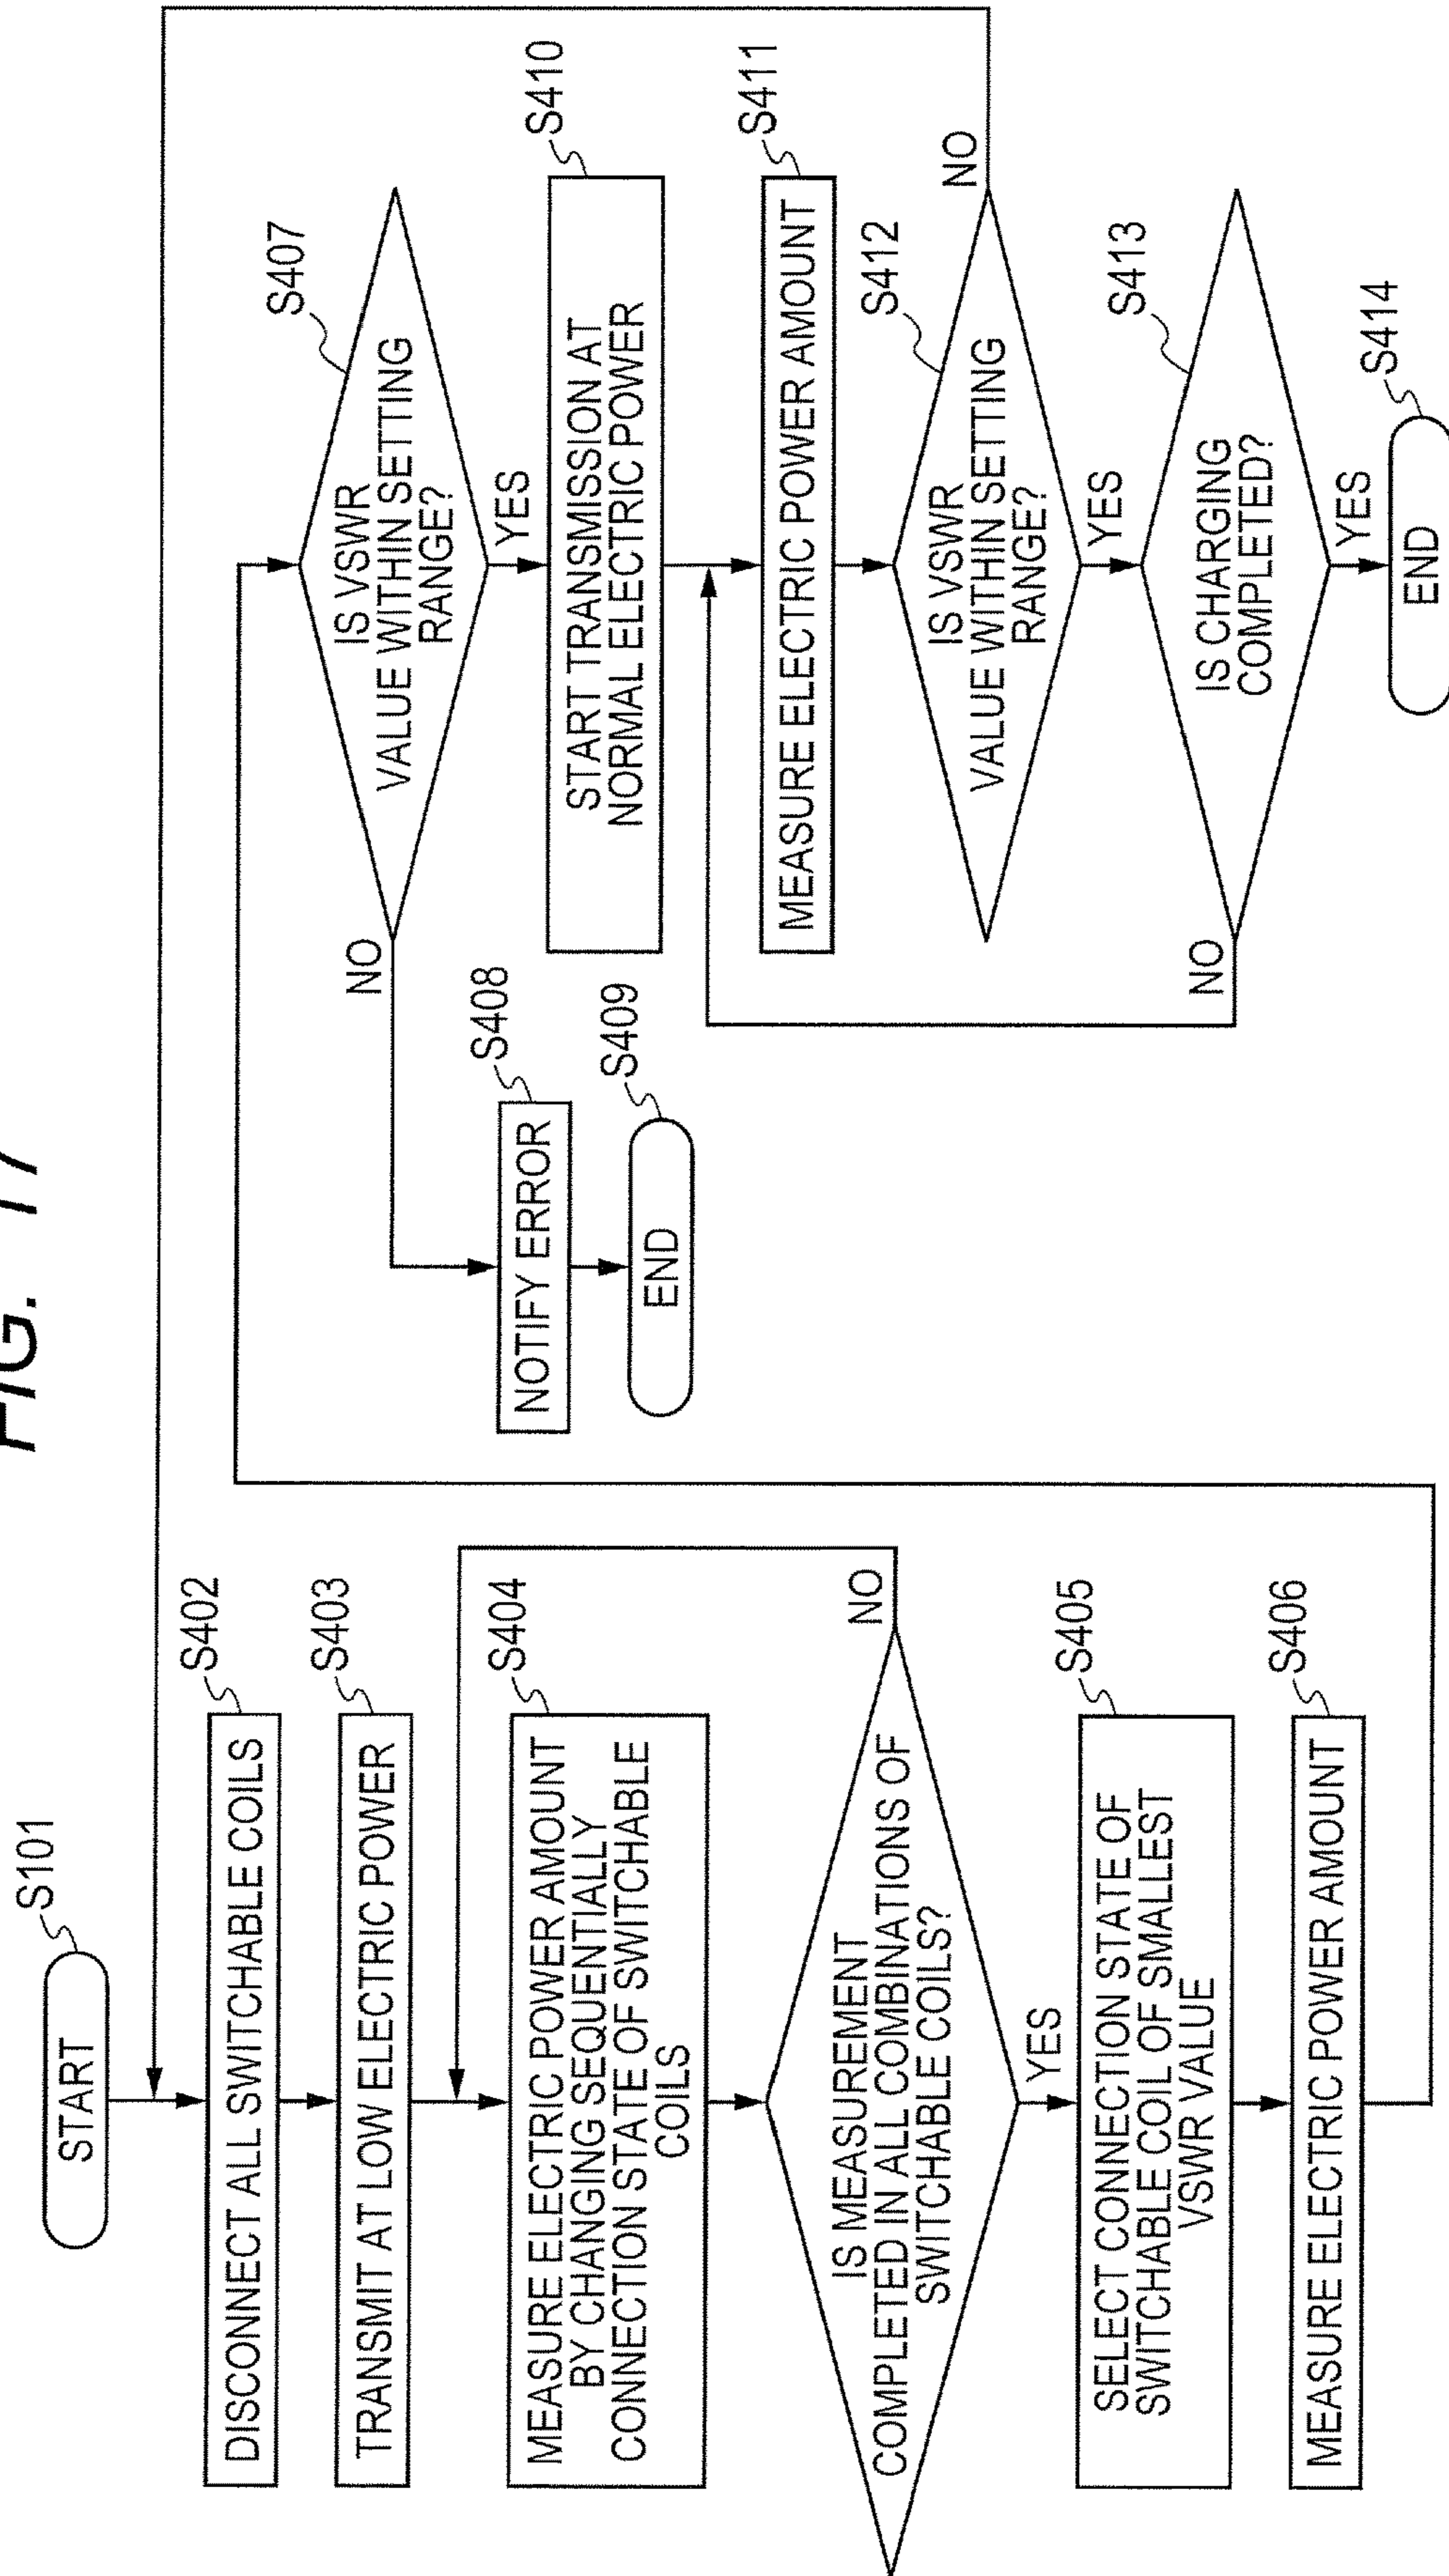 FIG. 17
START
S101
DISCONNECT ALL SWITCHABLE COILS
S402
TRANSMIT AT LOW ELECTRIC POWER
S403
MEASURE ELECTRIC POWER AMOUNT
BY CHANGING SEQUENTIALLY
CONNECTION STATE OF SWITCHABLE
COILS
S404
IS MEASUREMENT
COMPLETED IN ALL COMBINATIONS OF
SWITCHABLE COILS?
NO
YES
SELECT CONNECTION STATE OF
SWITCHABLE COIL OF SMALLEST
VSWR VALUE
S405
MEASURE ELECTRIC POWER AMOUNT
S406
IS VSWR
VALUE WITHIN SETTING
RANGE?
S407
NO
YES
NOTIFY ERROR
S408
END
S409
START TRANSMISSION AT
NORMAL ELECTRIC POWER
S410
MEASURE ELECTRIC POWER AMOUNT
S411
IS VSWR
VALUE WITHIN SETTING
RANGE?
S412
NO
YES
IS CHARGING
COMPLETED?
S413
NO
YES
END
S414